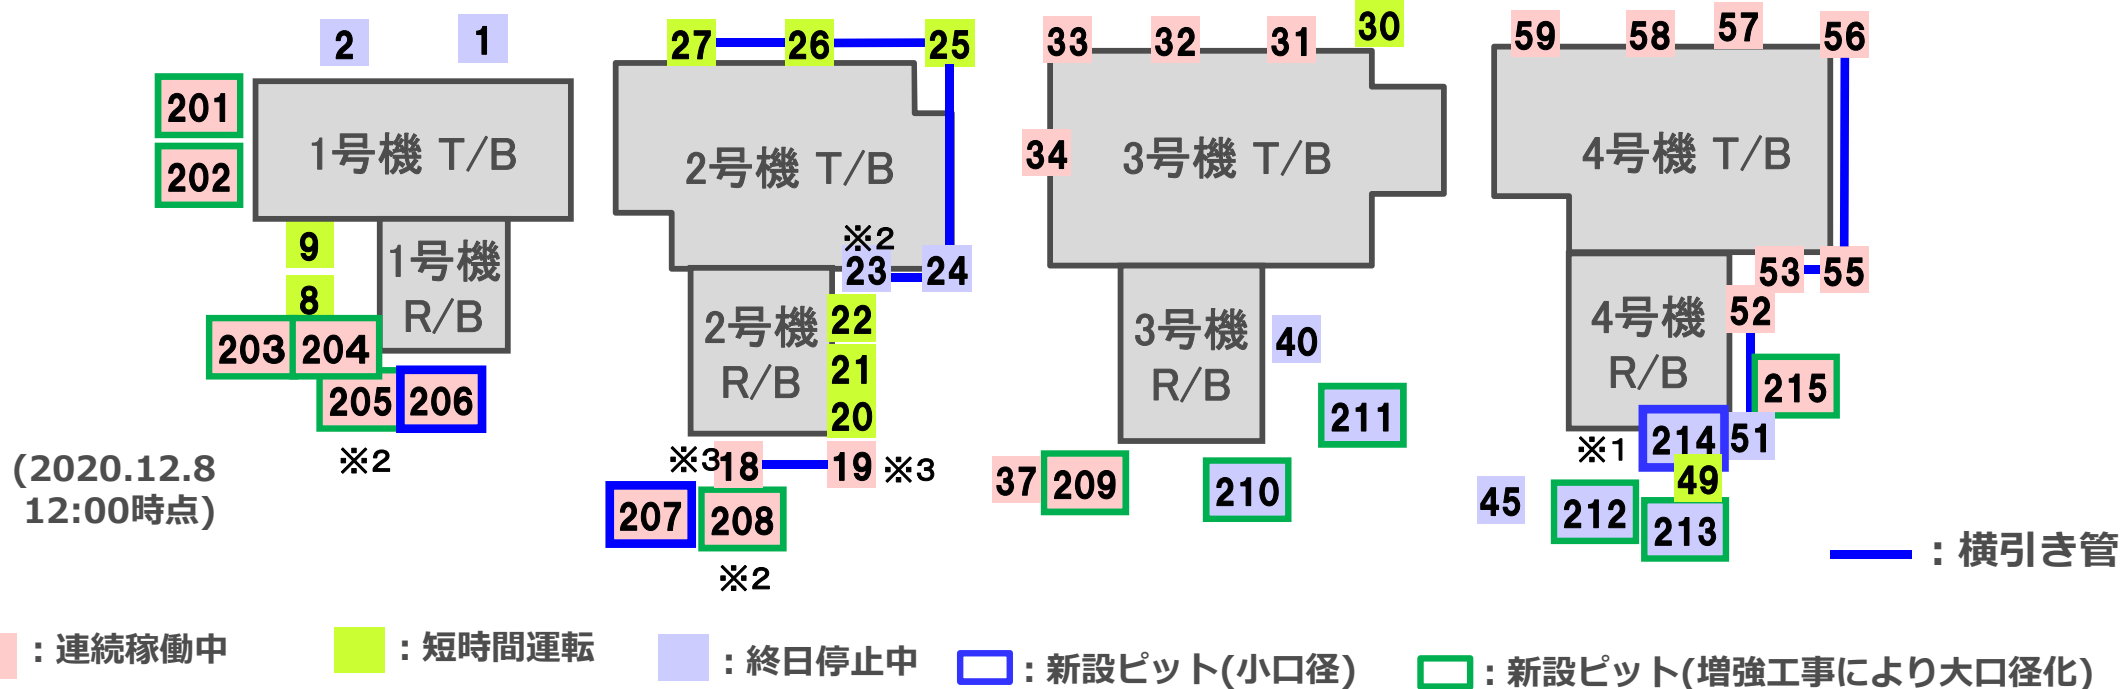 2
1
27
26
25
33
32
31
30
59
58
57
56
201
202
1号機 T/B
2号機 T/B
34
3号機 T/B
4号機 T/B
9
8
1号機
R/B
※2
23
24
53
55
203
204
205
206
※2
2号機
R/B
22
21
20
3号機
R/B
40
211
4号機
R/B
52
215
214
51
※1
(2020.12.8
12:00時点)
※3
18
19
※3
207
208
※2
37
209
210
45
212
49
213
：横引き管
：連続稼働中
：短時間運転
：終日停止中
：新設ピット(小口径)
：新設ピット(増強工事により大口径化)